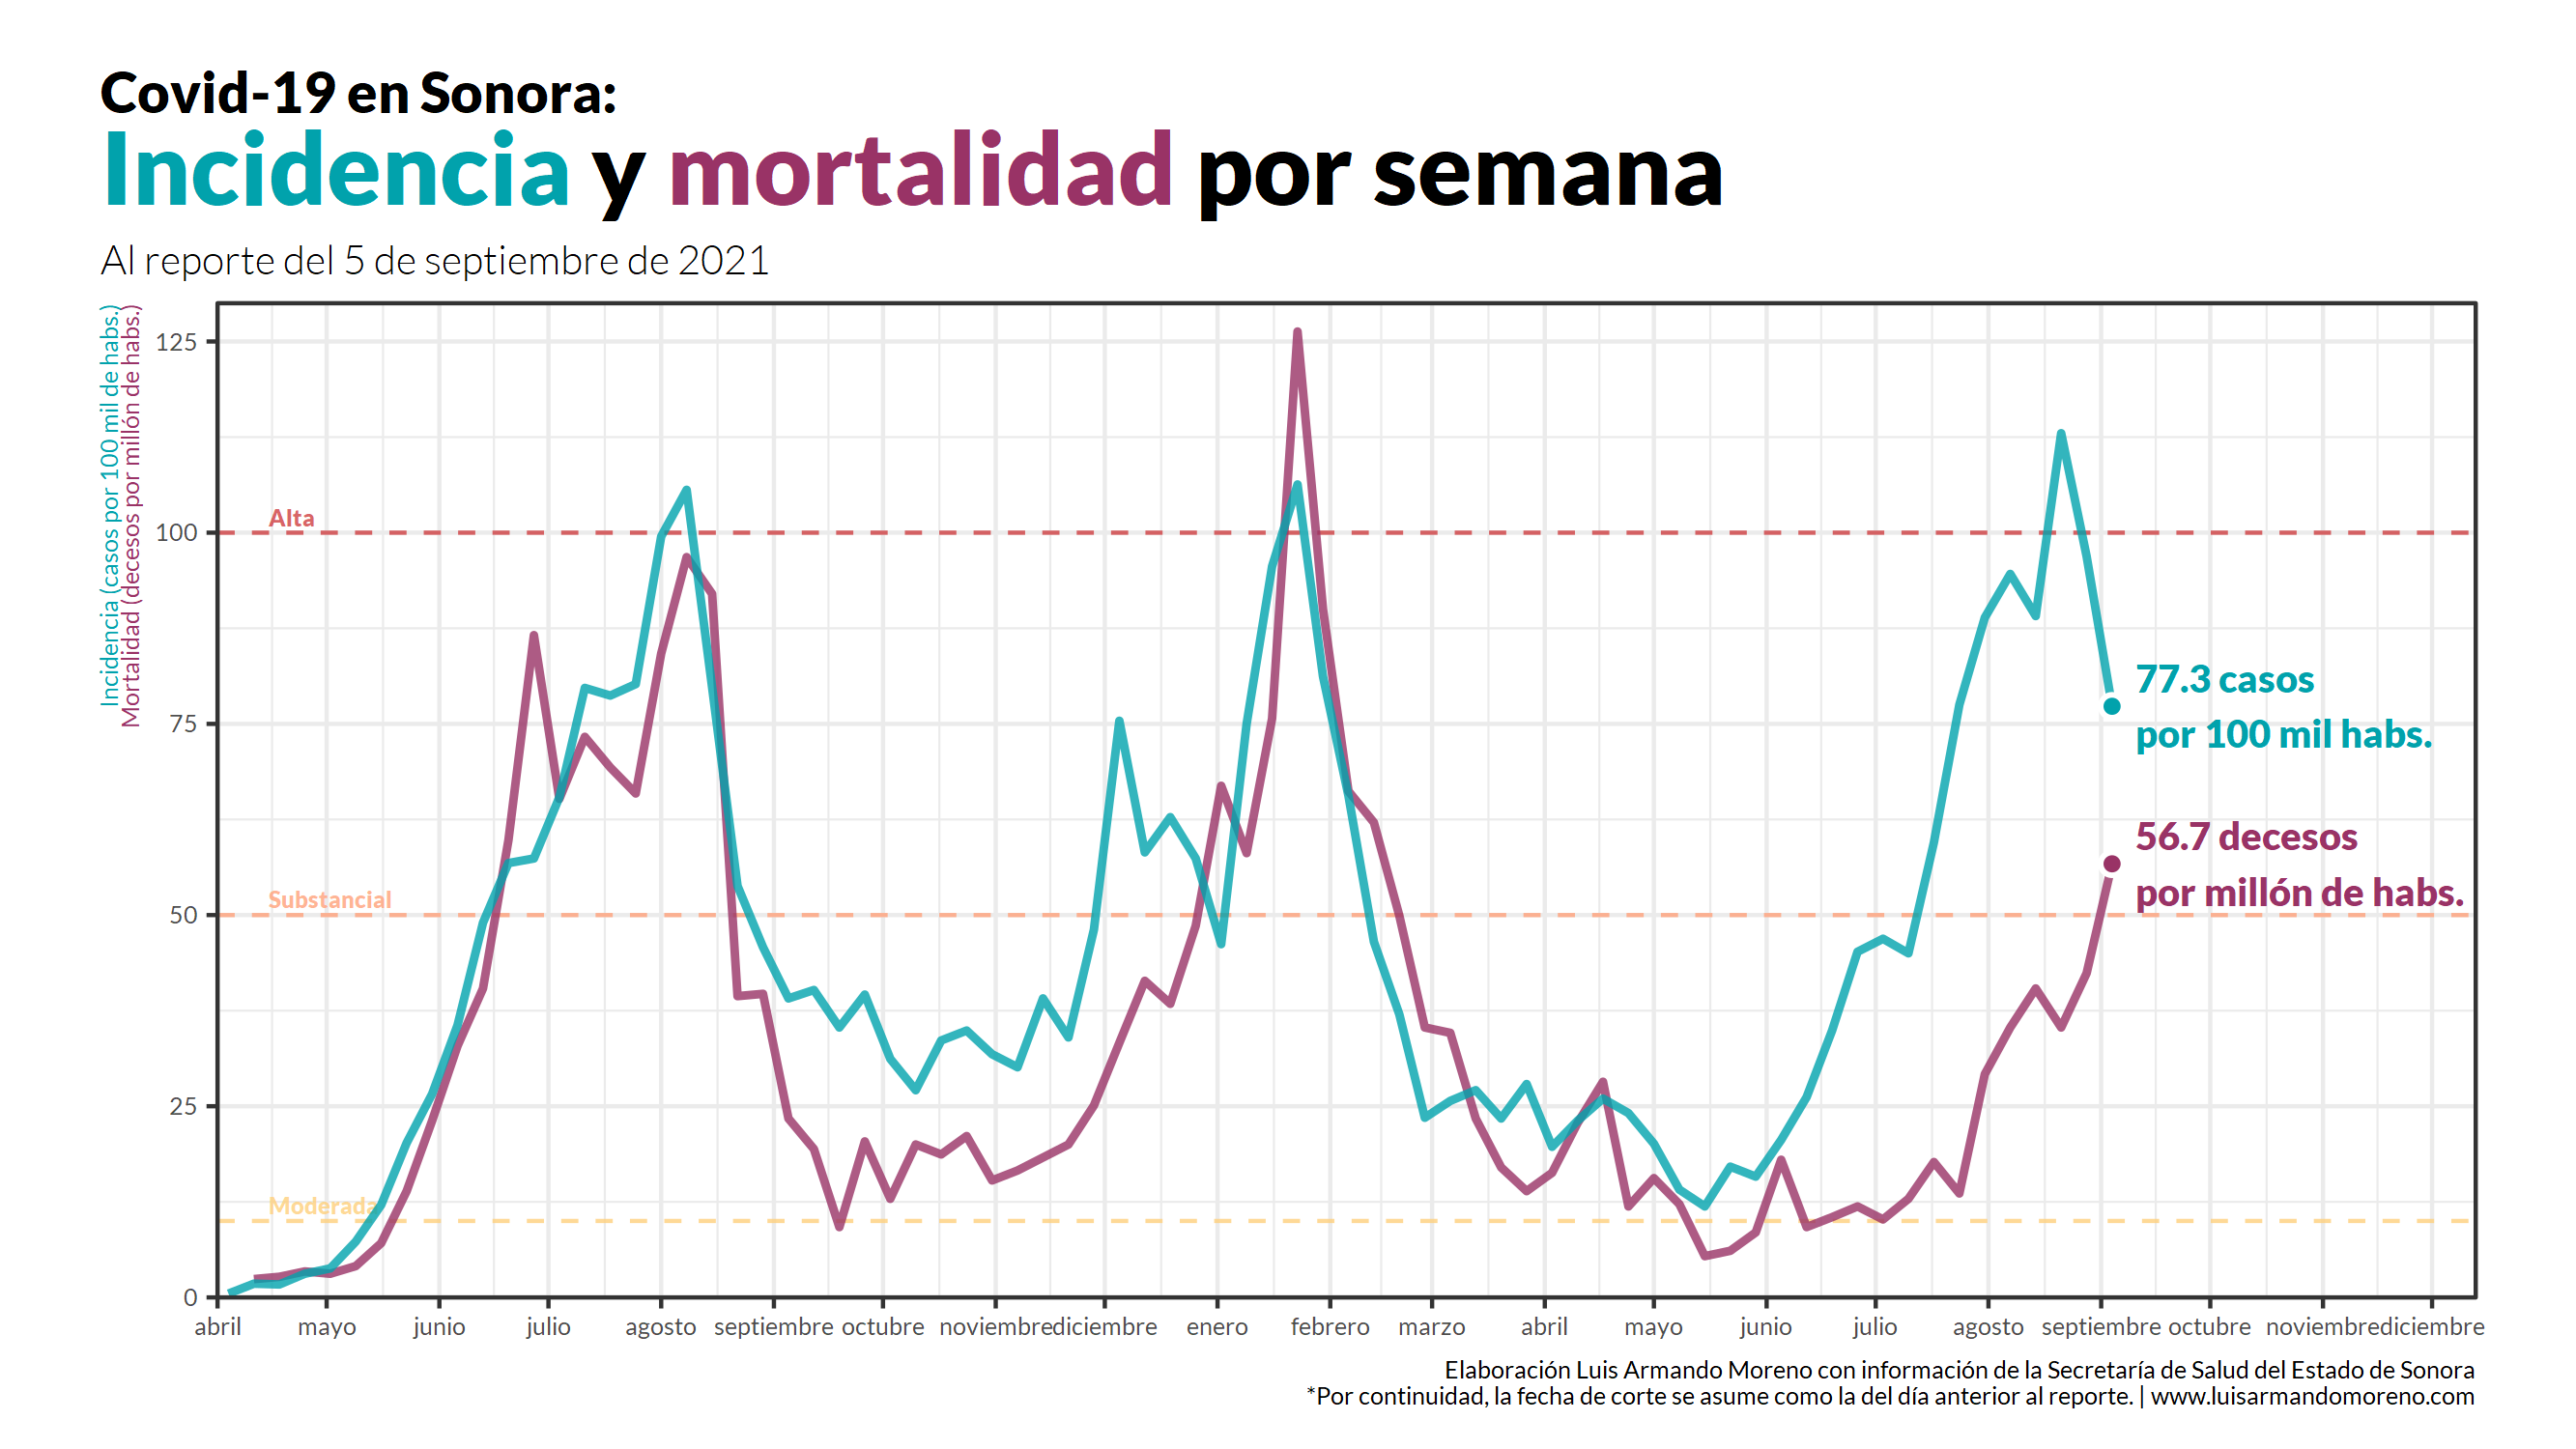 Covid-19 en Sonora:
Incidencia y mortalidad por semana
Al reporte del 5 de septiembre de 2021
Incidencia (casos por 100 mil de habs.)
Mortalidad (decesos por millón de habs.)
125
100
75
50
25
0
Alta
Substancial
Moderada
77.3 casos
por 100 mil habs.
56.7 decesos
por millón de habs.
abril mayo junio julio agosto septiembre octubre noviembre diciembre enero febrero marzo abril mayo junio julio agosto septiembre octubre noviembre diciembre
Elaboración Luis Armando Moreno con información de la Secretaría de Salud del Estado de Sonora
*Por continuidad, la fecha de corte se asume como la del día anterior al reporte. | www.luisarmandomoreno.com